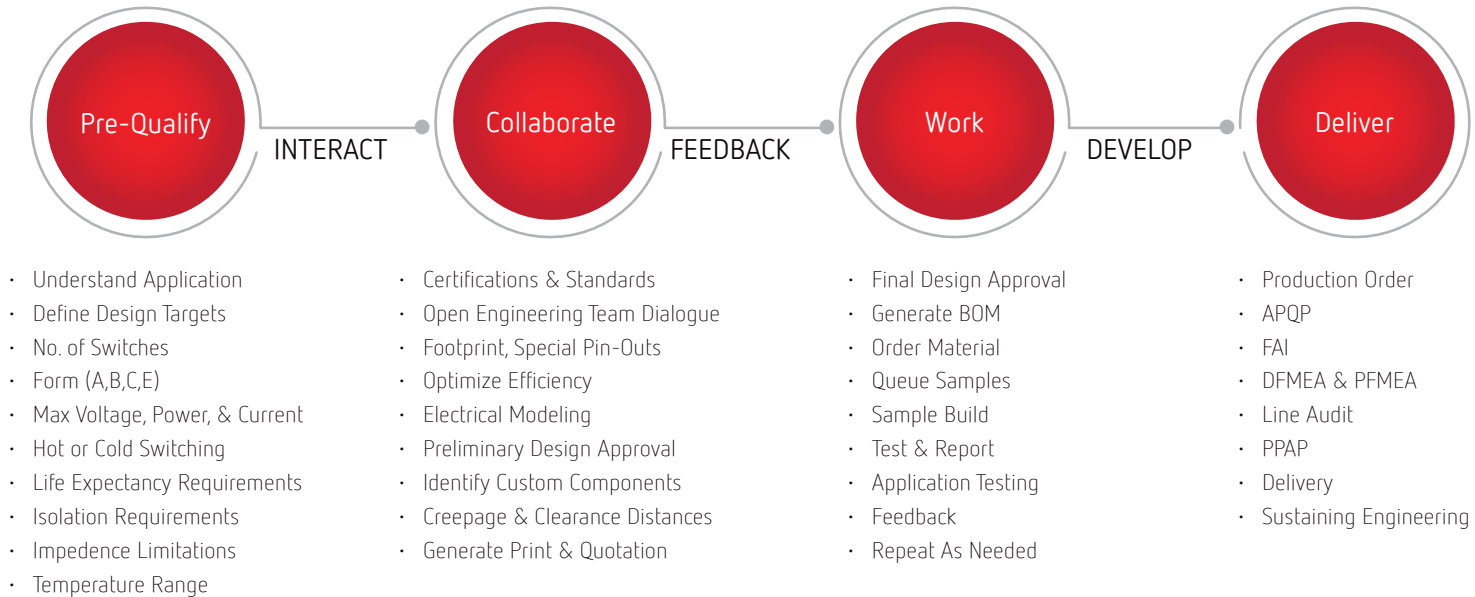 Pre-Qualify
INTERACT
Collaborate
FEEDBACK
Work
DEVELOP
Deliver
· Understand Application
· Define Design Targets
· No. of Switches
· Form (A,B,C,E)
· Max Voltage, Power, & Current
· Hot or Cold Switching
· Life Expectancy Requirements
· Isolation Requirements
· Impedence Limitations
· Temperature Range
· Certifications & Standards
· Open Engineering Team Dialogue
· Footprint, Special Pin-Outs
· Optimize Efficiency
· Electrical Modeling
· Preliminary Design Approval
· Identify Custom Components
· Creepage & Clearance Distances
· Generate Print & Quotation
· Final Design Approval
· Generate BOM
· Order Material
· Queue Samples
· Sample Build
· Test & Report
· Application Testing
· Feedback
· Repeat As Needed
· Production Order
· APQP
· FAI
· DFMEA & PFMEA
· Line Audit
· PPAP
· Delivery
· Sustaining Engineering